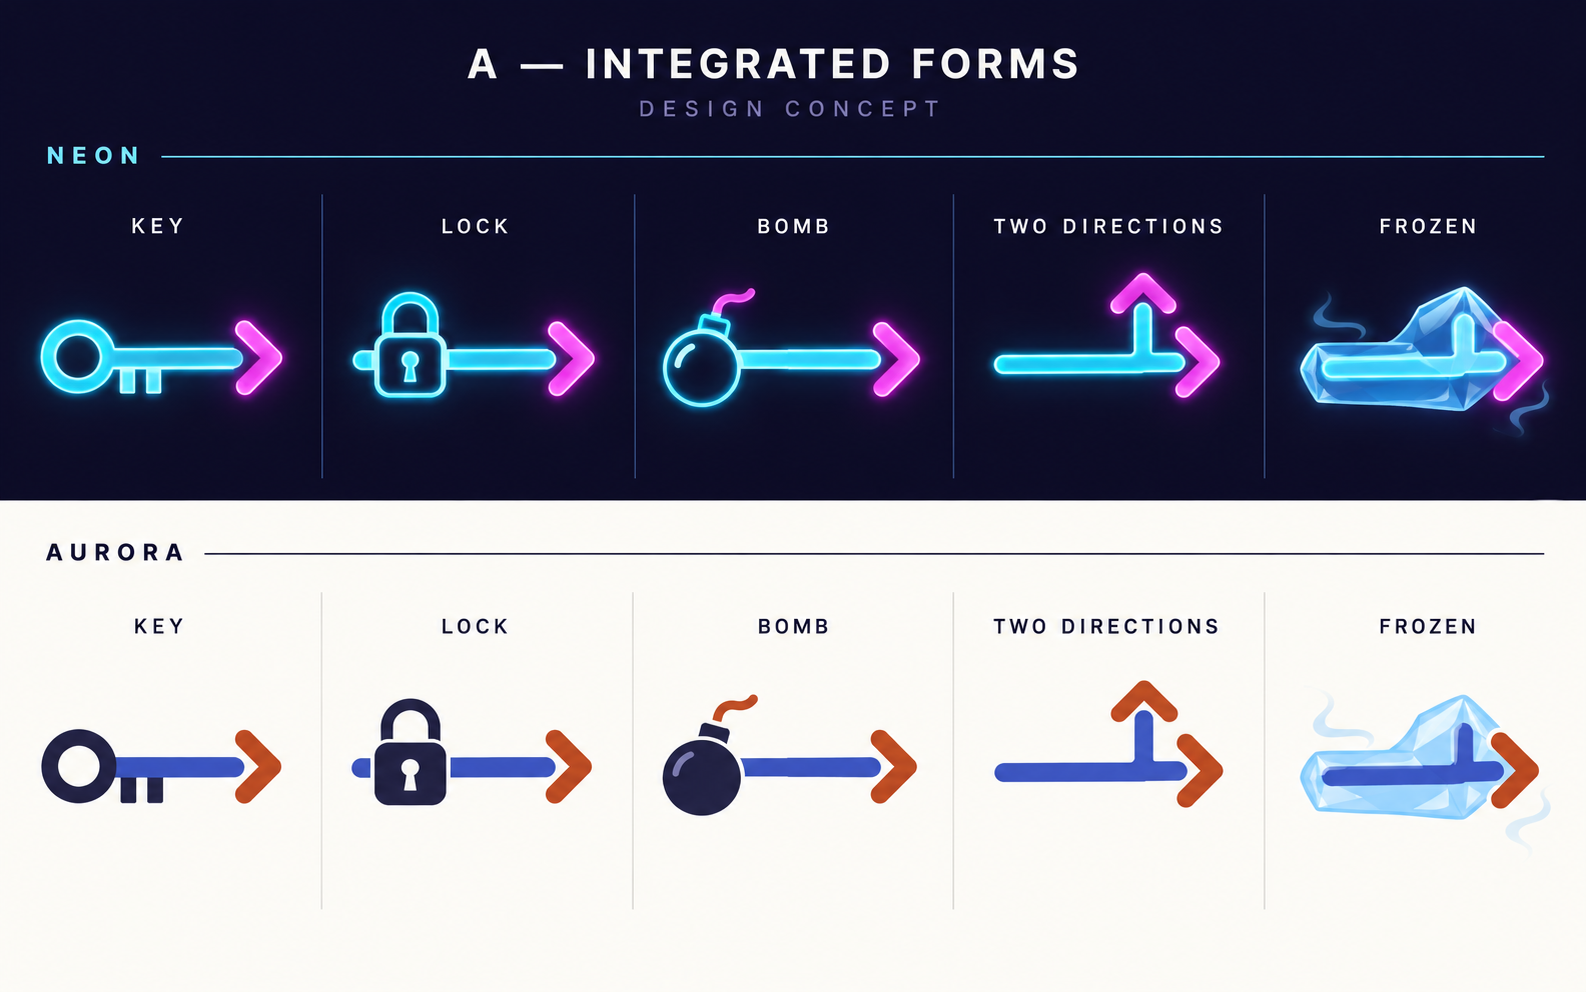 A — INTEGRATED FORMS
DESIGN CONCEPT
NEON
KEY
LOCK
BOMB
TWO DIRECTIONS
FROZEN
AURORA
KEY
LOCK
BOMB
TWO DIRECTIONS
FROZEN